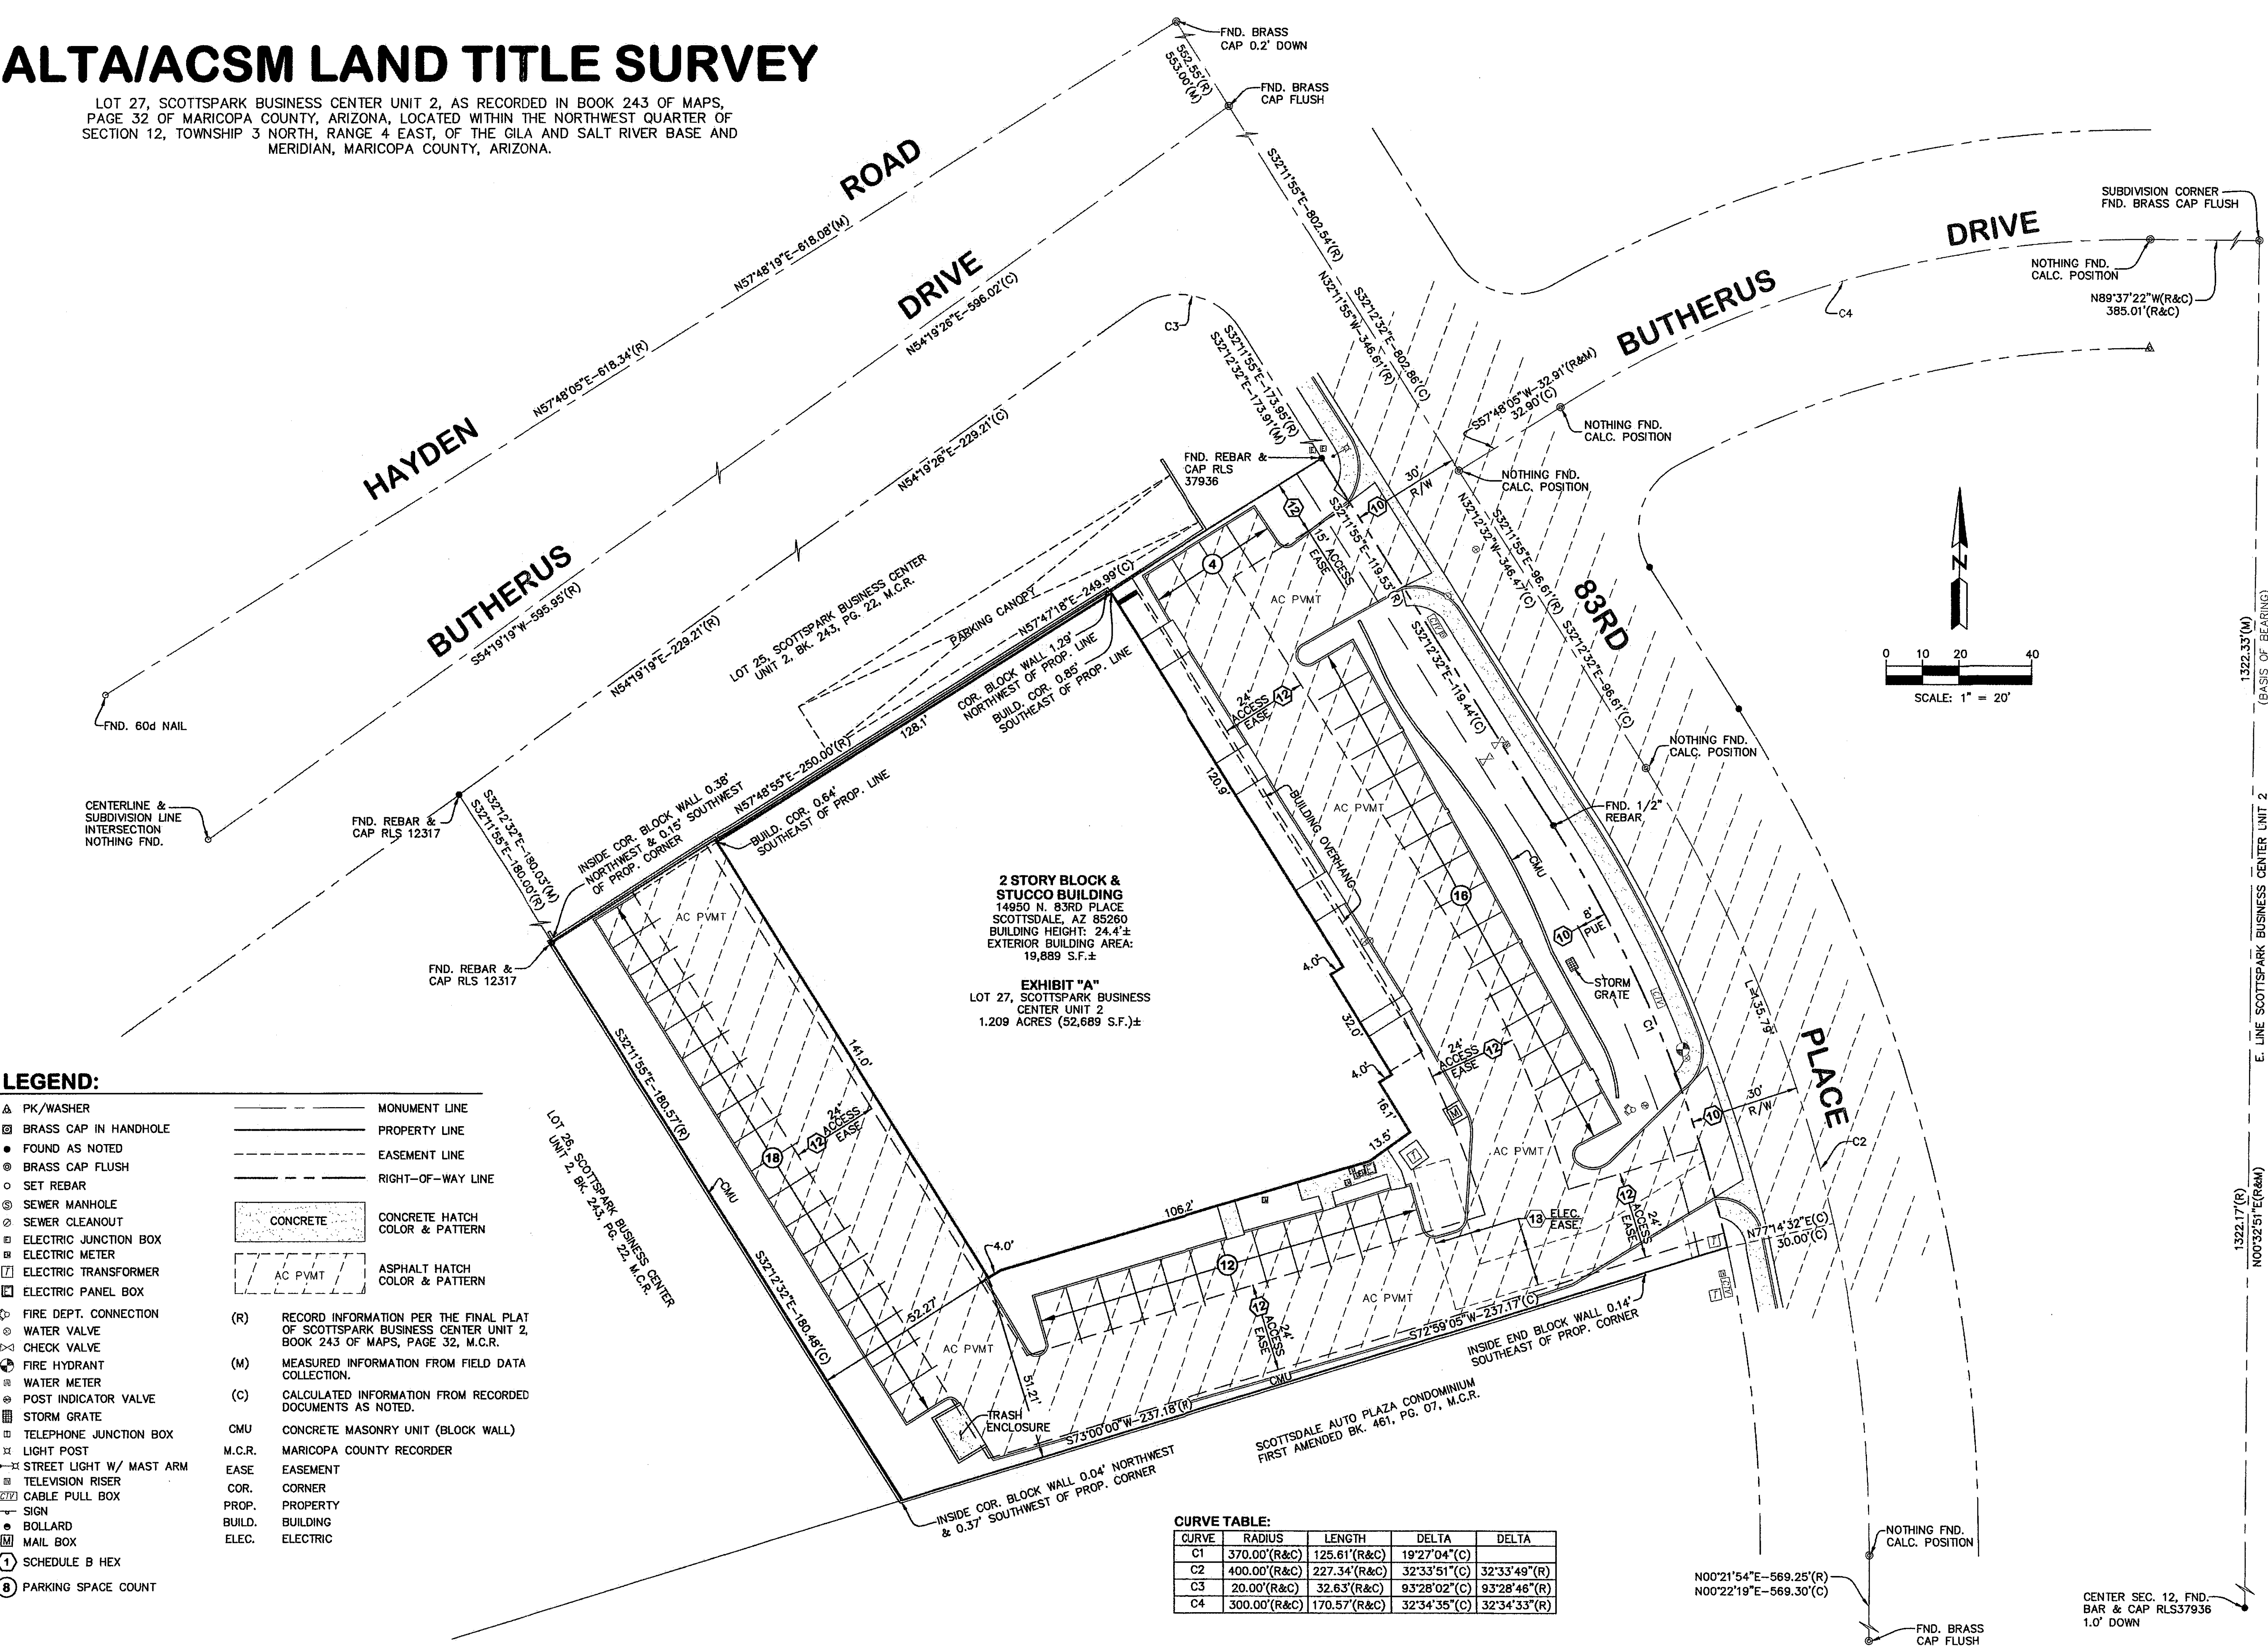 ALTA/ACSM LAND TITLE SURVEY
LOT 27, SCOTTSPARK BUSINESS CENTER UNIT 2, AS RECORDED IN BOOK 243 OF MAPS,
PAGE 32 OF MARICOPA COUNTY, ARIZONA, LOCATED WITHIN THE NORTHWEST QUARTER OF
SECTION 12, TOWNSHIP 3 NORTH, RANGE 4 EAST, OF THE GILA AND SALT RIVER BASE AND
MERIDIAN, MARICOPA COUNTY, ARIZONA.
FND. BRASS
CAP 0.2' DOWN
552.55'(R)
553.00'(M)
FND. BRASS
CAP FLUSH
HAYDEN ROAD
N57°48'19"E-618.08'(M)
N57°48'05"E-618.34'(R)
BUTHERUS DRIVE
N54°19'26"E-596.02'(C)
S54°19'19"W-595.95'(R)
N54°19'26"E-229.21'(C)
N54°19'19"E-229.21'(R)
C3
S32°11'55"E-802.54'(R)
S32°12'32"E-802.86'(C)
N32°11'55"W-346.61'(R)
S32°11'55"E-173.95'(R)
S32°12'32"E-173.91'(M)
SUBDIVISION CORNER
FND. BRASS CAP FLUSH
BUTHERUS DRIVE
NOTHING FND.
CALC. POSITION
N89°37'22"W(R&C)
385.01'(R&C)
C4
S57°48'05"W-32.91'(R&M)
32.90'(C)
NOTHING FND.
CALC. POSITION
30'
R/W
NOTHING FND.
CALC. POSITION
N32°12'32"W-346.47'(C)
S32°11'55"E-96.61'(R)
S32°12'32"E-96.61'(C)
NOTHING FND.
CALC. POSITION
83RD PLACE
N
0 10 20 40
SCALE: 1" = 20'
1322.33'(M)
(BASIS OF BEARING)
E. LINE SCOTTSPARK BUSINESS CENTER UNIT 2
1322.17'(R)
N00°32'51"E(R&M)
FND. REBAR &
CAP RLS
37936
12
10
15' ACCESS
EASE
S32°11'55"E-119.53'(R)
S32°12'32"E-119.44'(C)
4
AC PVMT
CTV
LOT 25, SCOTTSPARK BUSINESS CENTER
UNIT 2, BK. 243, PG. 22, M.C.R.
PARKING CANOPY
N57°47'18"E-249.99'(C)
COR. BLOCK WALL 1.29'
NORTHWEST OF PROP. LINE
BUILD. COR. 0.85'
SOUTHEAST OF PROP. LINE
128.1'
N57°48'55"E-250.00'(R)
FND. 60d NAIL
CENTERLINE &
SUBDIVISION LINE
INTERSECTION
NOTHING FND.
FND. REBAR &
CAP RLS 12317
S32°12'32"E-180.03'(M)
S32°11'55"E-180.00'(R)
INSIDE COR. BLOCK WALL 0.38'
NORTHWEST & 0.15' SOUTHWEST
OF PROP. CORNER
BUILD. COR. 0.64'
SOUTHEAST OF PROP. LINE
FND. REBAR &
CAP RLS 12317
24'
ACCESS
EASE
12
120.9'
BUILDING OVERHANG
AC PVMT
16
CMU
FND. 1/2"
REBAR
10
8'
PUE
STORM
GRATE
CTV
C1
L=135.79'
2 STORY BLOCK &
STUCCO BUILDING
14950 N. 83RD PLACE
SCOTTSDALE, AZ 85260
BUILDING HEIGHT: 24.4'±
EXTERIOR BUILDING AREA:
19,889 S.F.±
EXHIBIT "A"
LOT 27, SCOTTSPARK BUSINESS
CENTER UNIT 2
1.209 ACRES (52,689 S.F.)±
AC PVMT
4.0'
32.0'
4.0'
16.1'
13.5'
24'
ACCESS
EASE
12
M
T
AC PVMT
10
30'
R/W
C2
S32°11'55"E-180.57'(R)
CMU
S32°12'32"E-180.48'(C)
141.0'
18
12
24'
ACCESS
EASE
LOT 26, SCOTTSPARK BUSINESS CENTER
UNIT 2, BK. 243, PG. 22, M.C.R.
52.27'
4.0'
106.2'
12
13
ELEC.
EASE
12
24'
ACCESS
EASE
N77°14'32"E(C)
30.00'(C)
T
CTV
T
12
24'
ACCESS
EASE
AC PVMT
AC PVMT
51.21'
TRASH
ENCLOSURE
CMU
S72°59'05"W-237.17'(C)
S73°00'00"W-237.18'(R)
INSIDE END BLOCK WALL 0.14'
SOUTHEAST OF PROP. CORNER
SCOTTSDALE AUTO PLAZA CONDOMINIUM
FIRST AMENDED BK. 461, PG. 07, M.C.R.
INSIDE COR. BLOCK WALL 0.04' NORTHWEST
& 0.37' SOUTHWEST OF PROP. CORNER
LEGEND:
PK/WASHER
BRASS CAP IN HANDHOLE
FOUND AS NOTED
BRASS CAP FLUSH
SET REBAR
SEWER MANHOLE
SEWER CLEANOUT
ELECTRIC JUNCTION BOX
ELECTRIC METER
T ELECTRIC TRANSFORMER
E ELECTRIC PANEL BOX
FIRE DEPT. CONNECTION
WATER VALVE
CHECK VALVE
FIRE HYDRANT
WATER METER
POST INDICATOR VALVE
STORM GRATE
TELEPHONE JUNCTION BOX
LIGHT POST
STREET LIGHT W/ MAST ARM
TELEVISION RISER
CTV CABLE PULL BOX
SIGN
BOLLARD
M MAIL BOX
1 SCHEDULE B HEX
8 PARKING SPACE COUNT
MONUMENT LINE
PROPERTY LINE
EASEMENT LINE
RIGHT-OF-WAY LINE
CONCRETE
CONCRETE HATCH
COLOR & PATTERN
AC PVMT
ASPHALT HATCH
COLOR & PATTERN
(R) RECORD INFORMATION PER THE FINAL PLAT
OF SCOTTSPARK BUSINESS CENTER UNIT 2,
BOOK 243 OF MAPS, PAGE 32, M.C.R.
(M) MEASURED INFORMATION FROM FIELD DATA
COLLECTION.
(C) CALCULATED INFORMATION FROM RECORDED
DOCUMENTS AS NOTED.
CMU CONCRETE MASONRY UNIT (BLOCK WALL)
M.C.R. MARICOPA COUNTY RECORDER
EASE EASEMENT
COR. CORNER
PROP. PROPERTY
BUILD. BUILDING
ELEC. ELECTRIC
CURVE TABLE:
CURVE RADIUS LENGTH DELTA DELTA
C1 370.00'(R&C) 125.61'(R&C) 19°27'04"(C)
C2 400.00'(R&C) 227.34'(R&C) 32°33'51"(C) 32°33'49"(R)
C3 20.00'(R&C) 32.63'(R&C) 93°28'02"(C) 93°28'46"(R)
C4 300.00'(R&C) 170.57'(R&C) 32°34'35"(C) 32°34'33"(R)
NOTHING FND.
CALC. POSITION
N00°21'54"E-569.25'(R)
N00°22'19"E-569.30'(C)
FND. BRASS
CAP FLUSH
CENTER SEC. 12, FND.
BAR & CAP RLS37936
1.0' DOWN